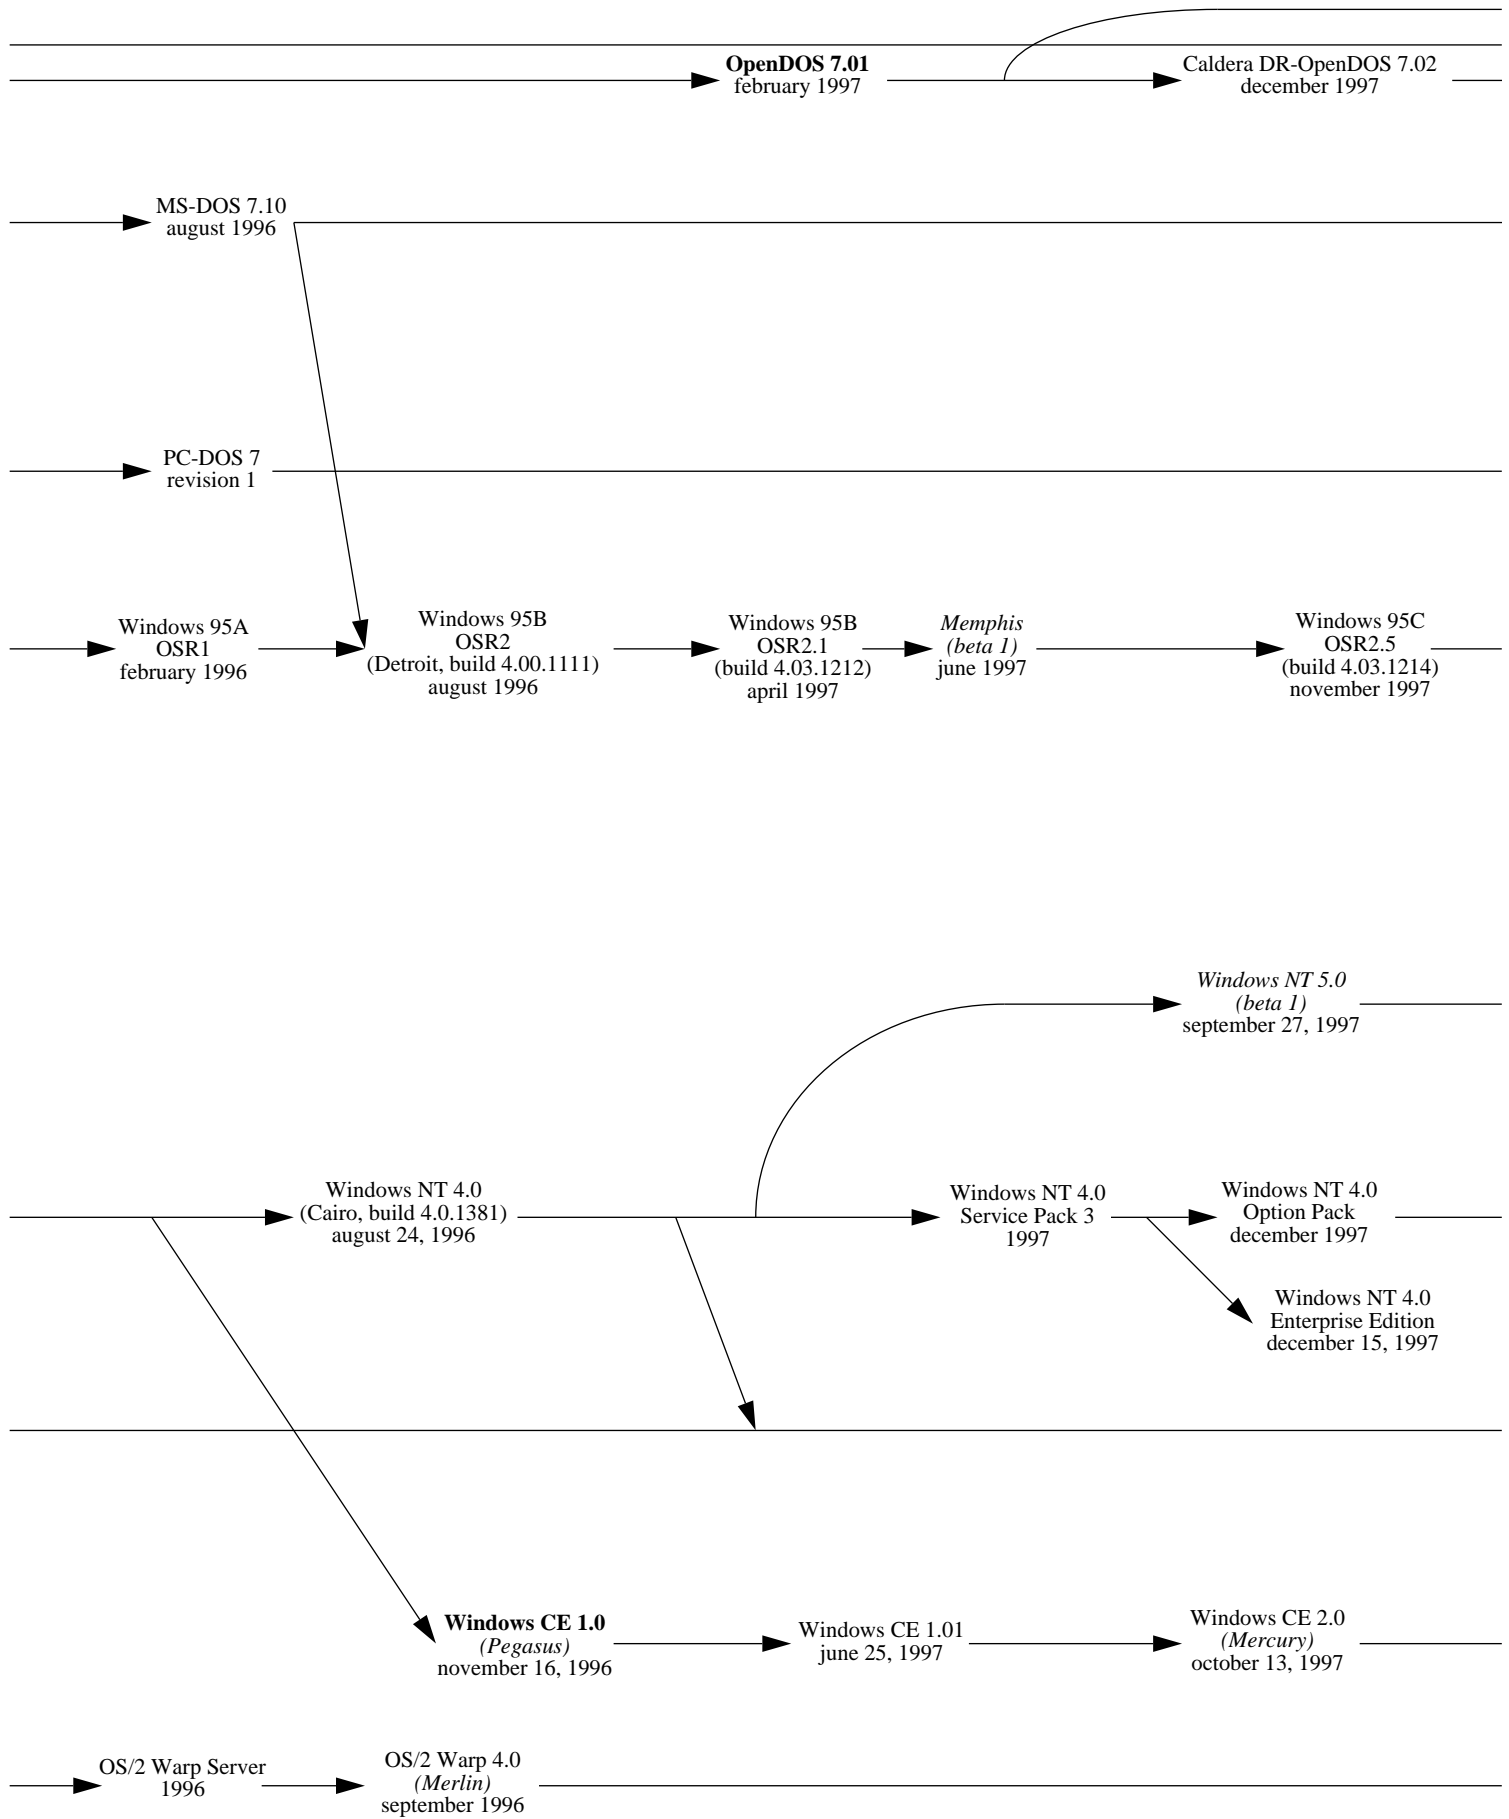 OpenDOS 7.01
february 1997
Caldera DR-OpenDOS 7.02
december 1997
MS-DOS 7.10
august 1996
PC-DOS 7
revision 1
Windows 95A
OSR1
february 1996
Windows 95B
OSR2
(Detroit, build 4.00.1111)
august 1996
Windows 95B
OSR2.1
(build 4.03.1212)
april 1997
Memphis
(beta 1)
june 1997
Windows 95C
OSR2.5
(build 4.03.1214)
november 1997
Windows NT 5.0
(beta 1)
september 27, 1997
Windows NT 4.0
(Cairo, build 4.0.1381)
august 24, 1996
Windows NT 4.0
Service Pack 3
1997
Windows NT 4.0
Option Pack
december 1997
Windows NT 4.0
Enterprise Edition
december 15, 1997
Windows CE 1.0
(Pegasus)
november 16, 1996
Windows CE 1.01
june 25, 1997
Windows CE 2.0
(Mercury)
october 13, 1997
OS/2 Warp Server
1996
OS/2 Warp 4.0
(Merlin)
september 1996